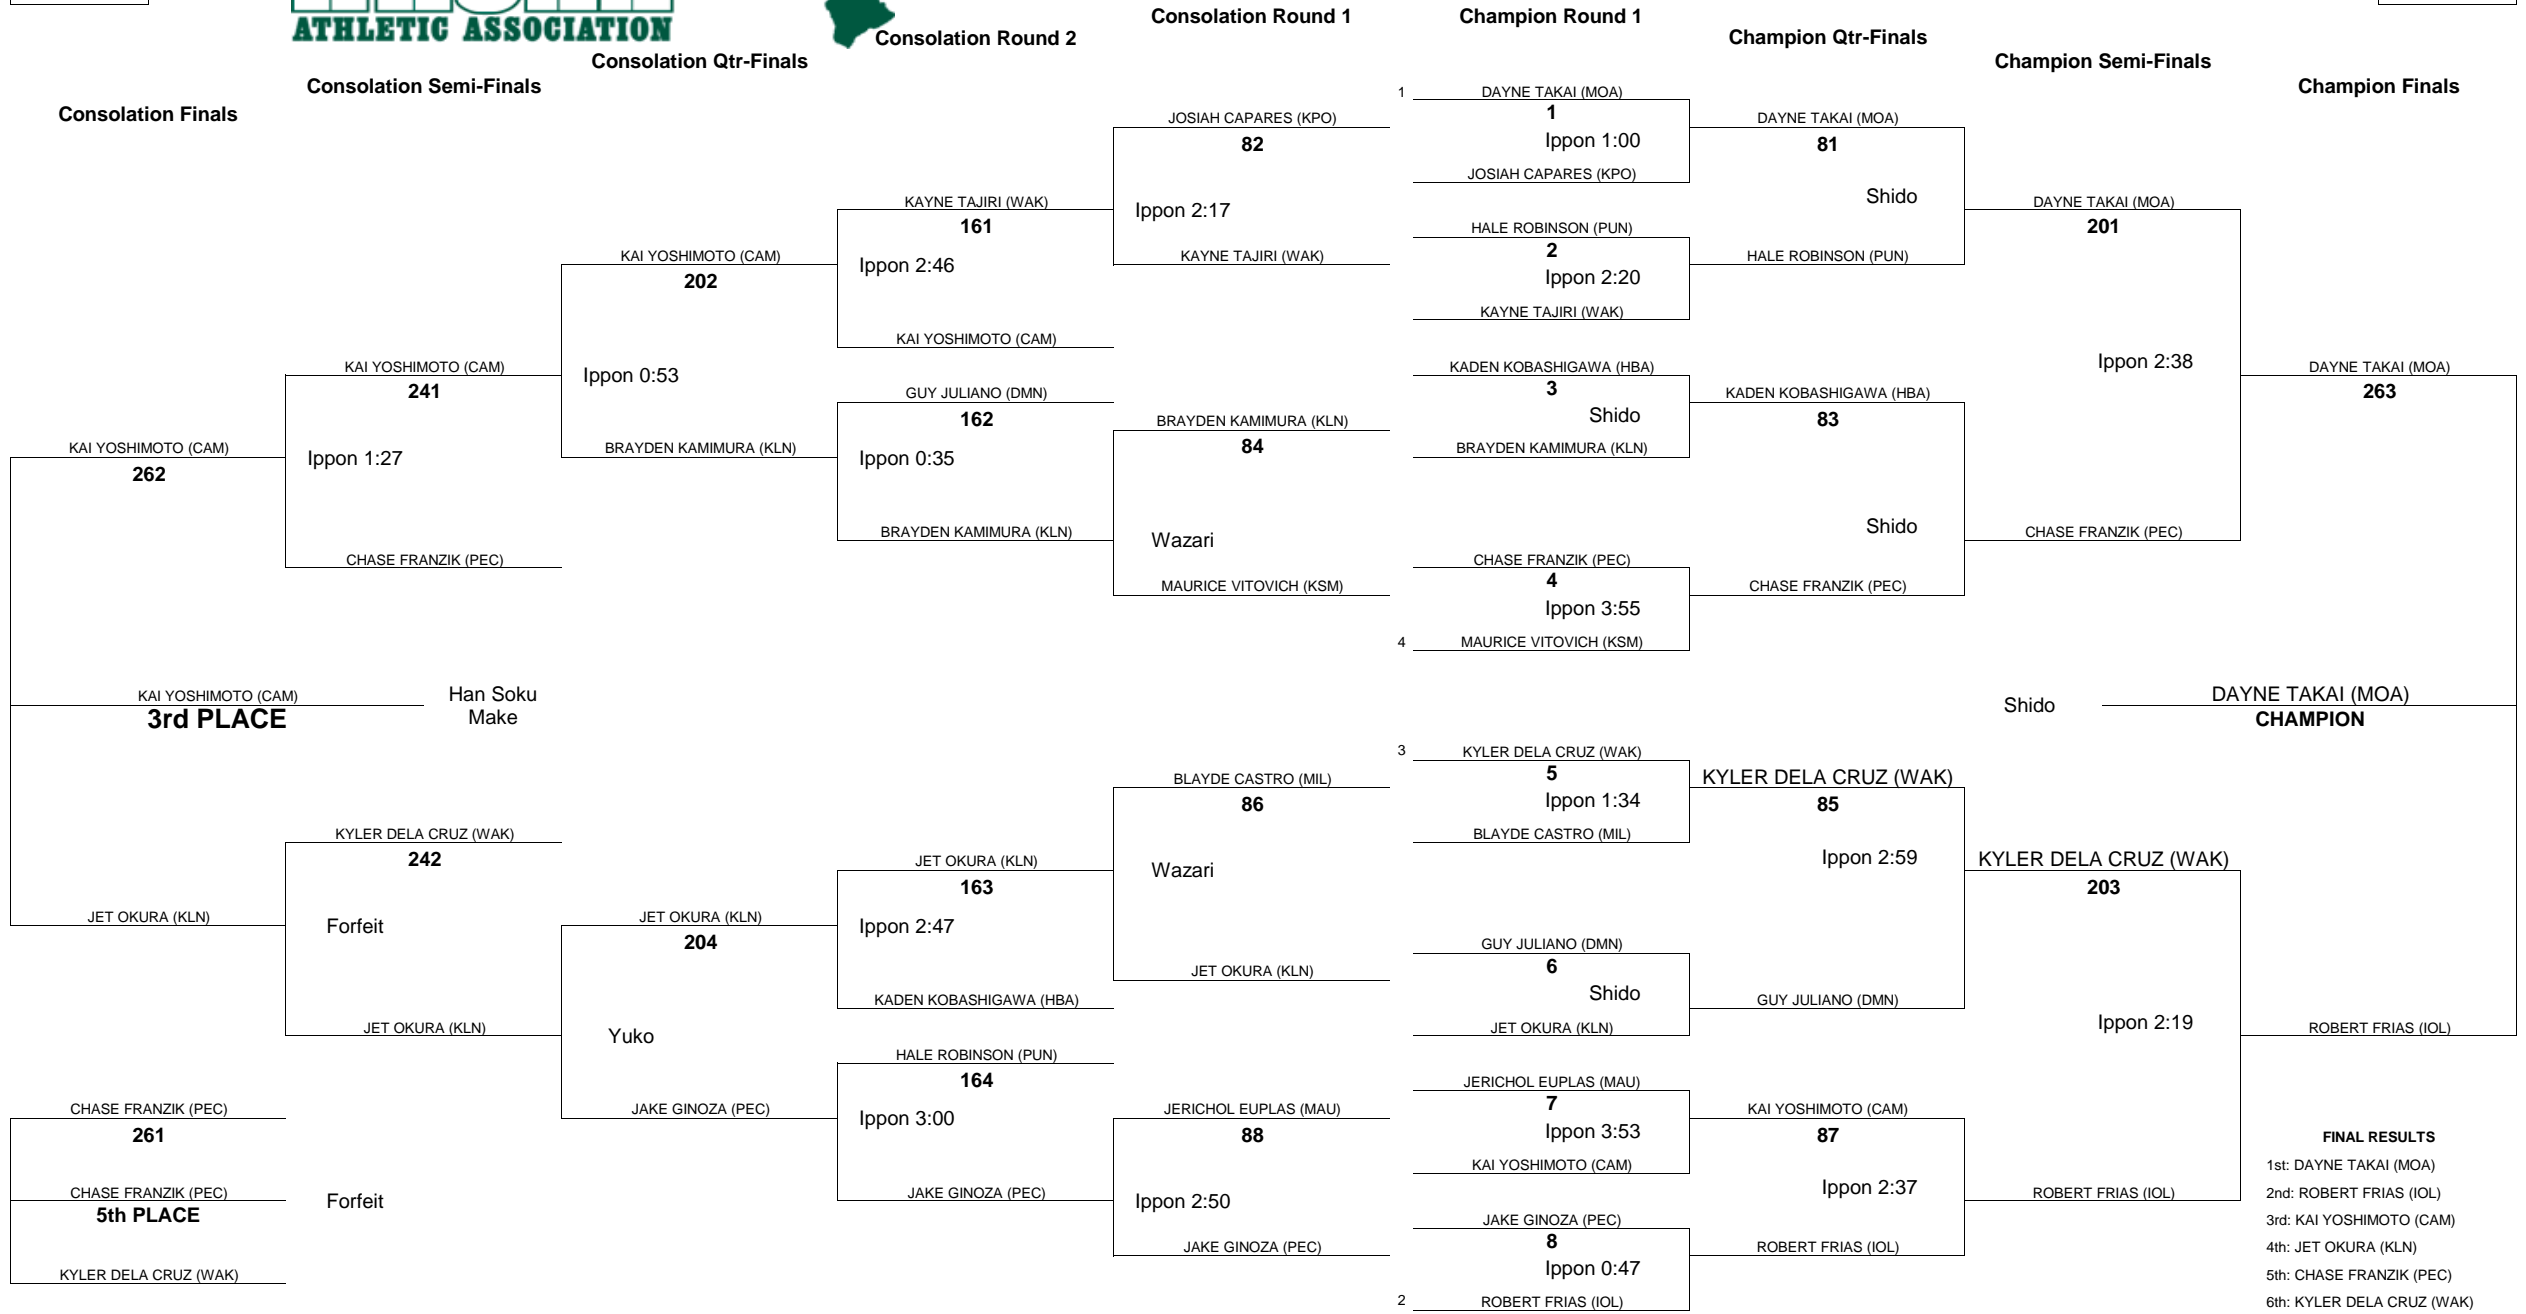 ATHLETIC ASSOCIATION
Consolation Finals
Consolation Semi-Finals
Consolation Qtr-Finals
Consolation Round 2
Consolation Round 1
Champion Round 1
Champion Qtr-Finals
Champion Semi-Finals
Champion Finals
KAI YOSHIMOTO (CAM)
262
KAI YOSHIMOTO (CAM)
3rd PLACE
Han Soku
Make
JET OKURA (KLN)
CHASE FRANZIK (PEC)
261
CHASE FRANZIK (PEC)
5th PLACE
Forfeit
KYLER DELA CRUZ (WAK)
KAI YOSHIMOTO (CAM)
241
Ippon 1:27
CHASE FRANZIK (PEC)
KYLER DELA CRUZ (WAK)
242
Forfeit
JET OKURA (KLN)
KAI YOSHIMOTO (CAM)
202
Ippon 0:53
BRAYDEN KAMIMURA (KLN)
JET OKURA (KLN)
204
Yuko
JAKE GINOZA (PEC)
KAYNE TAJIRI (WAK)
161
Ippon 2:46
KAI YOSHIMOTO (CAM)
GUY JULIANO (DMN)
162
Ippon 0:35
BRAYDEN KAMIMURA (KLN)
JET OKURA (KLN)
163
Ippon 2:47
KADEN KOBASHIGAWA (HBA)
HALE ROBINSON (PUN)
164
Ippon 3:00
JAKE GINOZA (PEC)
JOSIAH CAPARES (KPO)
82
Ippon 2:17
KAYNE TAJIRI (WAK)
BRAYDEN KAMIMURA (KLN)
84
Wazari
MAURICE VITOVICH (KSM)
BLAYDE CASTRO (MIL)
86
Wazari
JET OKURA (KLN)
JERICHOL EUPLAS (MAU)
88
Ippon 2:50
JAKE GINOZA (PEC)
1 DAYNE TAKAI (MOA)
1
Ippon 1:00
JOSIAH CAPARES (KPO)
HALE ROBINSON (PUN)
2
Ippon 2:20
KAYNE TAJIRI (WAK)
KADEN KOBASHIGAWA (HBA)
3
Shido
BRAYDEN KAMIMURA (KLN)
CHASE FRANZIK (PEC)
4
Ippon 3:55
4 MAURICE VITOVICH (KSM)
3 KYLER DELA CRUZ (WAK)
5
Ippon 1:34
BLAYDE CASTRO (MIL)
GUY JULIANO (DMN)
6
Shido
JET OKURA (KLN)
JERICHOL EUPLAS (MAU)
7
Ippon 3:53
KAI YOSHIMOTO (CAM)
JAKE GINOZA (PEC)
8
Ippon 0:47
2 ROBERT FRIAS (IOL)
DAYNE TAKAI (MOA)
81
Shido
HALE ROBINSON (PUN)
KADEN KOBASHIGAWA (HBA)
83
Shido
CHASE FRANZIK (PEC)
KYLER DELA CRUZ (WAK)
85
Ippon 2:59
GUY JULIANO (DMN)
KAI YOSHIMOTO (CAM)
87
Ippon 2:37
ROBERT FRIAS (IOL)
DAYNE TAKAI (MOA)
201
Ippon 2:38
CHASE FRANZIK (PEC)
KYLER DELA CRUZ (WAK)
203
Ippon 2:19
ROBERT FRIAS (IOL)
DAYNE TAKAI (MOA)
263
Shido
DAYNE TAKAI (MOA)
CHAMPION
ROBERT FRIAS (IOL)
FINAL RESULTS
1st: DAYNE TAKAI (MOA)
2nd: ROBERT FRIAS (IOL)
3rd: KAI YOSHIMOTO (CAM)
4th: JET OKURA (KLN)
5th: CHASE FRANZIK (PEC)
6th: KYLER DELA CRUZ (WAK)